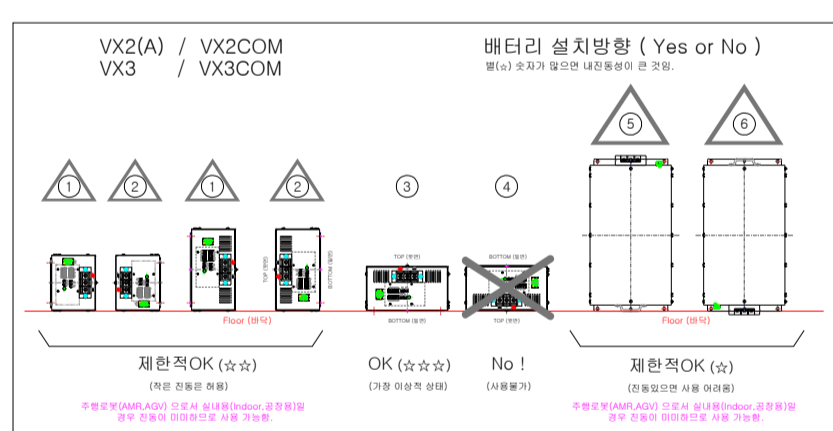 VX2(A) / VX2COM
VX3 / VX3COM
배터리 설치방향 ( Yes or No )
별(☆) 숫자가 많으면 내진동성이 큰 것임.
⑤
⑥
①
②
①
②
③
④
TOP (윗면)
BOTTOM (밑면)
TOP (윗면)
BOTTOM (밑면)
BOTTOM (밑면)
TOP (윗면)
Floor (바닥)
Floor (바닥)
제한적OK (☆☆)
(작은 진동은 허용)
주행로봇(AMR,AGV) 으로서 실내용(Indoor,공장용)일
경우 진동이 미미하므로 사용 가능함.
OK (☆☆☆)
(가장 이상적 상태)
No !
(사용불가)
제한적OK (☆)
(진동있으면 사용 어려움)
주행로봇(AMR,AGV) 으로서 실내용(Indoor,공장용)일
경우 진동이 미미하므로 사용 가능함.